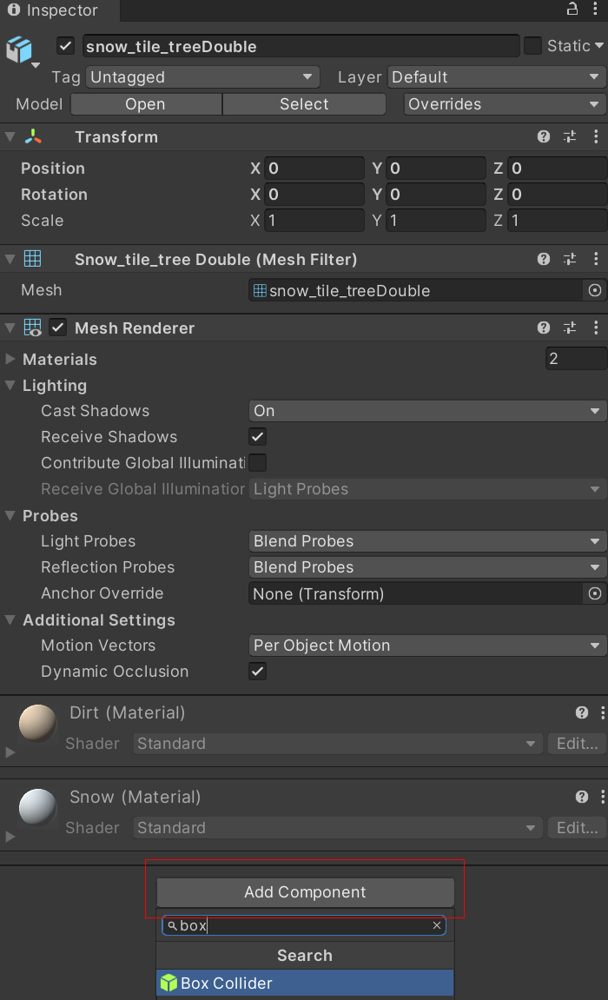 Inspector
snow_tile_treeDouble Static
Tag Untagged Layer Default
Model Open Select Overrides
Transform
Position X 0 Y 0 Z 0
Rotation X 0 Y 0 Z 0
Scale X 1 Y 1 Z 1
Snow_tile_tree Double (Mesh Filter)
Mesh snow_tile_treeDouble
Mesh Renderer
Materials 2
Lighting
Cast Shadows On
Receive Shadows
Contribute Global Illuminati
Receive Global Illumination Light Probes
Probes
Light Probes Blend Probes
Reflection Probes Blend Probes
Anchor Override None (Transform)
Additional Settings
Motion Vectors Per Object Motion
Dynamic Occlusion
Dirt (Material)
Shader Standard Edit...
Snow (Material)
Shader Standard Edit...
Add Component
box
Search
Box Collider